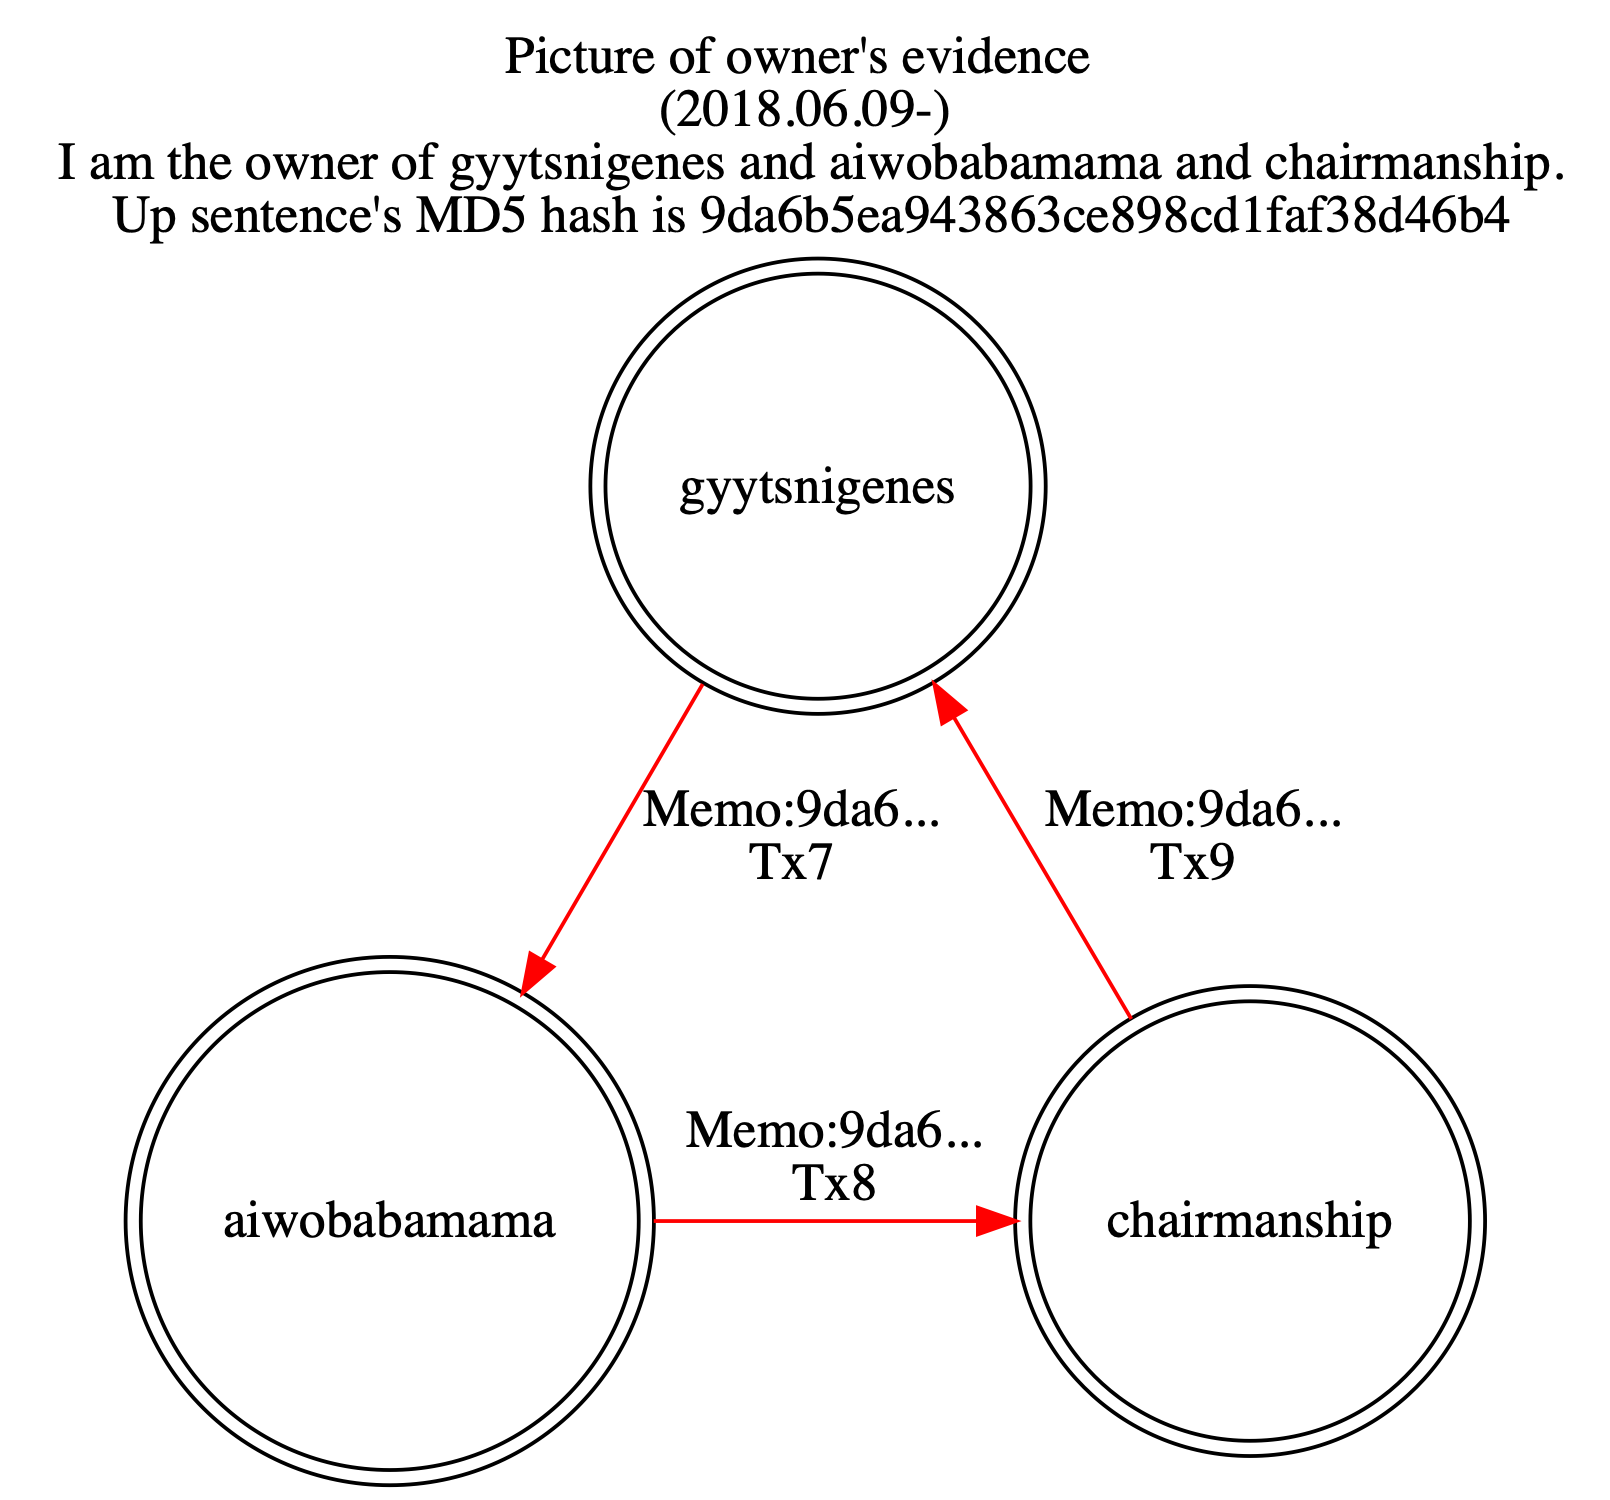 Picture of owner's evidence
(2018.06.09-)
I am the owner of gyytsnigenes and aiwobabamama and chairmanship.
Up sentence's MD5 hash is 9da6b5ea943863ce898cd1faf38d46b4
gyytsnigenes
Memo:9da6...
Tx7
Memo:9da6...
Tx9
Memo:9da6...
Tx8
aiwobabamama
chairmanship